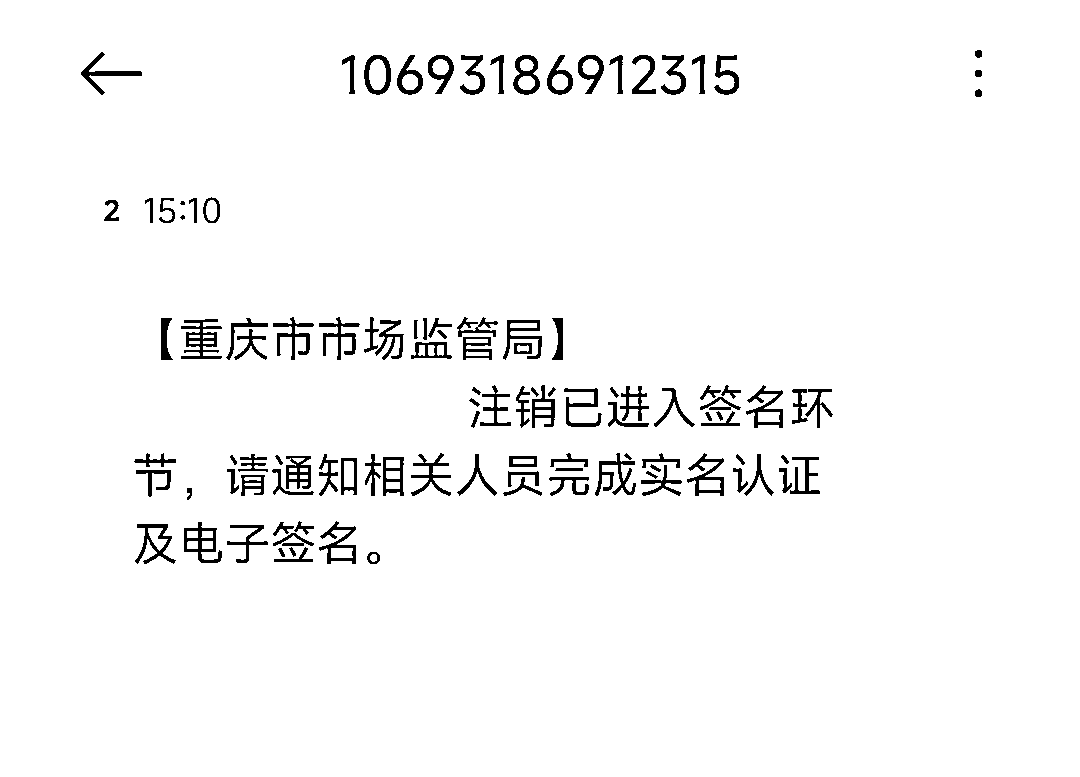 10693186912315
2 15:10
【重庆市市场监管局】
注销已进入签名环
节，请通知相关人员完成实名认证
及电子签名。